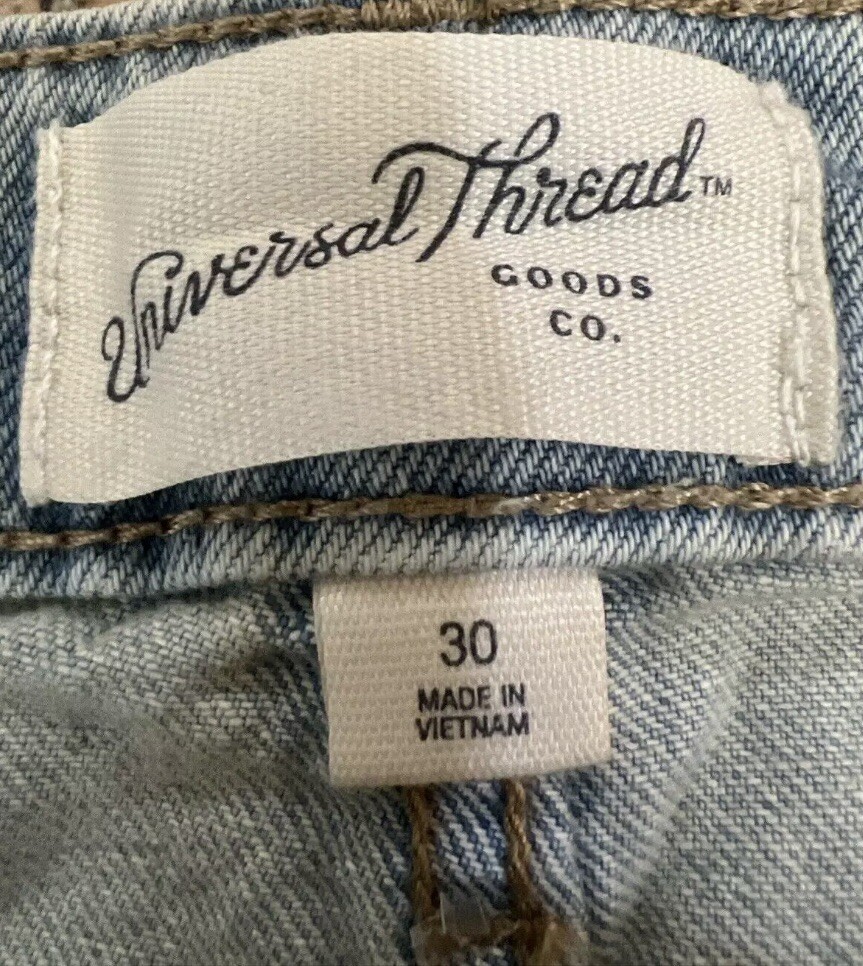 Universal Thread™
GOODS
CO.
30
MADE IN
VIETNAM